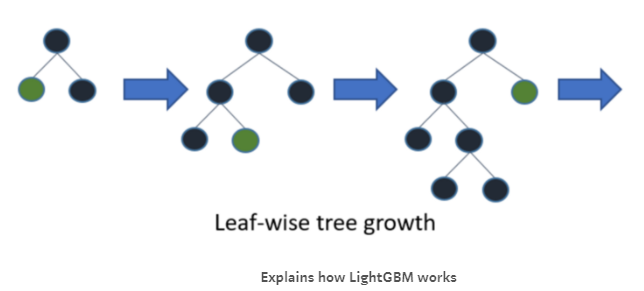 Leaf-wise tree growth
Explains how LightGBM works